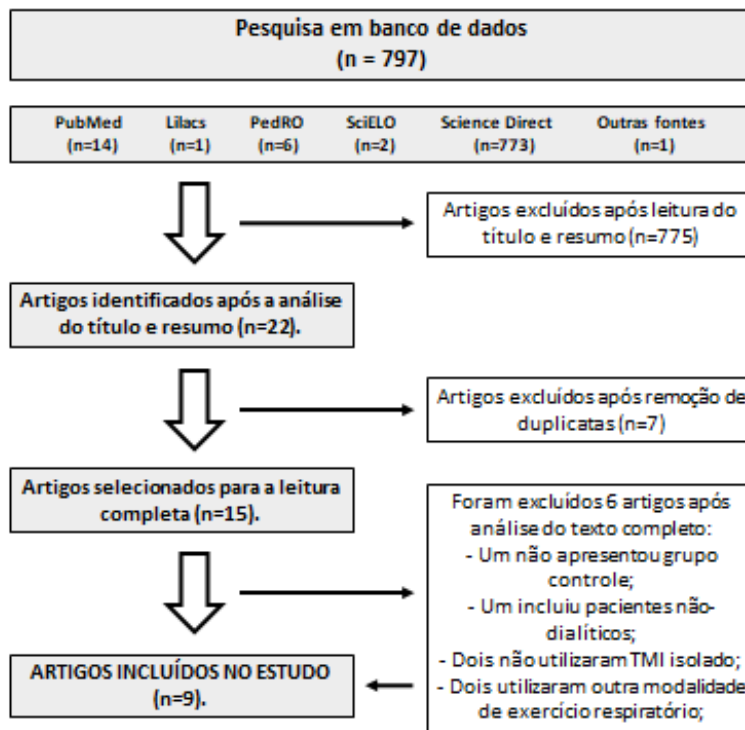 Pesquisa em banco de dados
(n = 797)
PubMed Lilacs PedRO SciELO Science Direct Outras fontes
(n=14) (n=1) (n=6) (n=2) (n=773) (n=1)
Artigos excluídos após leitura do
título e resumo (n=775)
Artigos identificados após a análise
do título e resumo (n=22).
Artigos excluídos após remoção de
duplicatas (n=7)
Artigos selecionados para a leitura
completa (n=15).
Foram excluídos 6 artigos após
análise do texto completo:
- Um não apresentou grupo
controle;
- Um incluiu pacientes não-
dialíticos;
- Dois não utilizaram TMI isolado;
- Dois utilizaram outra modalidade
de exercício respiratório;
ARTIGOS INCLUÍDOS NO ESTUDO
(n=9).